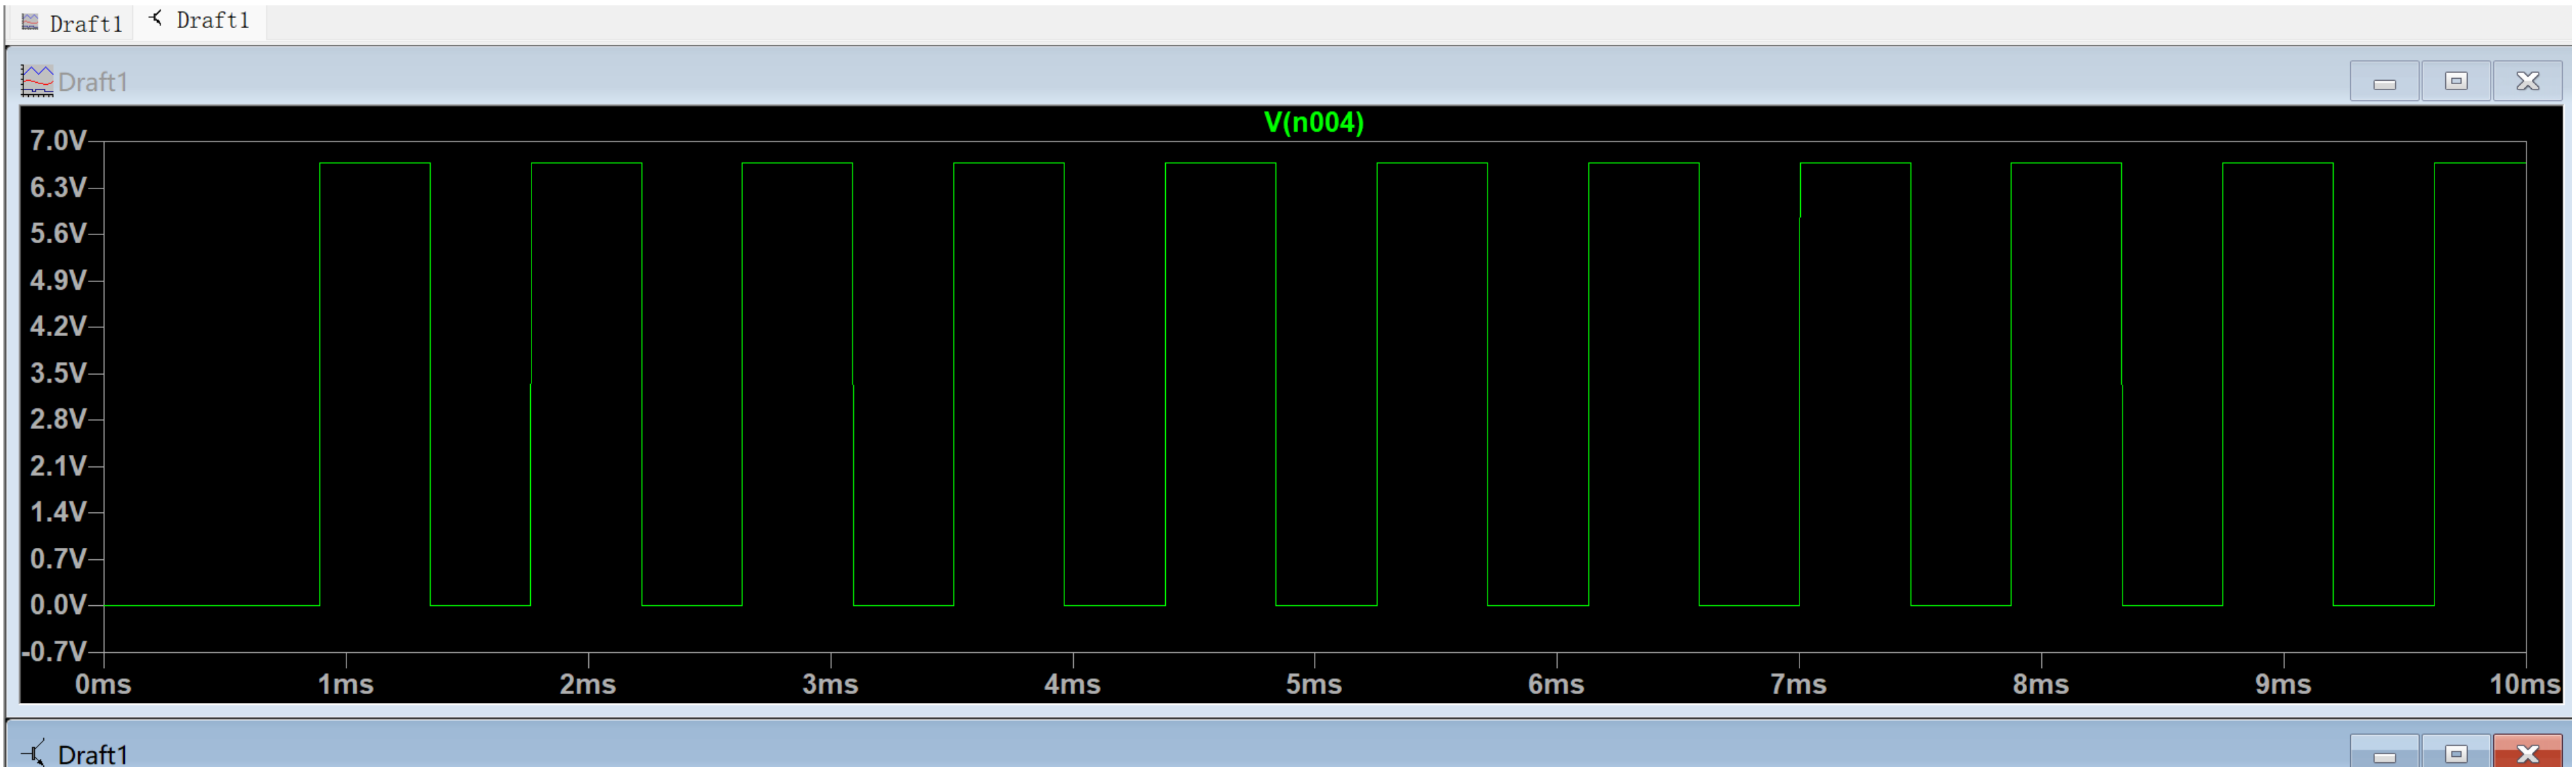 Draft1 Draft1
Draft1
V(n004)
7.0V
6.3V
5.6V
4.9V
4.2V
3.5V
2.8V
2.1V
1.4V
0.7V
0.0V
-0.7V
0ms 1ms 2ms 3ms 4ms 5ms 6ms 7ms 8ms 9ms 10ms
Draft1